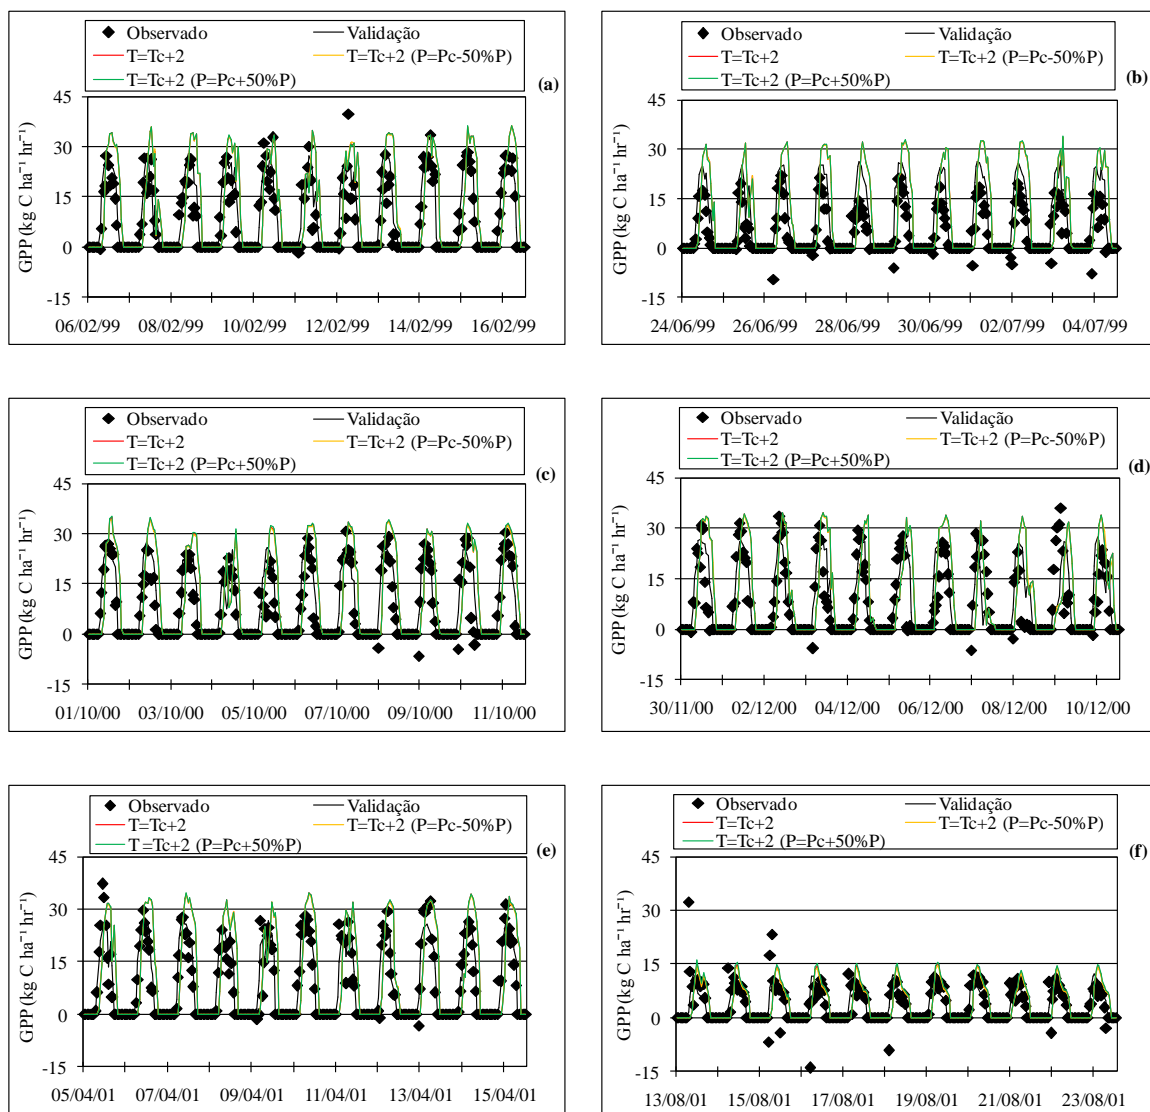 Observado
Validação
T=Tc+2
T=Tc+2 (P=Pc-50%P)
T=Tc+2 (P=Pc+50%P)
(a)
GPP (kg C ha⁻¹ hr⁻¹)
45
30
15
0
-15
06/02/99 08/02/99 10/02/99 12/02/99 14/02/99 16/02/99
Observado
Validação
T=Tc+2
T=Tc+2 (P=Pc-50%P)
T=Tc+2 (P=Pc+50%P)
(b)
GPP (kg C ha⁻¹ hr⁻¹)
45
30
15
0
-15
24/06/99 26/06/99 28/06/99 30/06/99 02/07/99 04/07/99
Observado
Validação
T=Tc+2
T=Tc+2 (P=Pc-50%P)
T=Tc+2 (P=Pc+50%P)
(c)
GPP (kg C ha⁻¹ hr⁻¹)
45
30
15
0
-15
01/10/00 03/10/00 05/10/00 07/10/00 09/10/00 11/10/00
Observado
Validação
T=Tc+2
T=Tc+2 (P=Pc-50%P)
T=Tc+2 (P=Pc+50%P)
(d)
GPP (kg C ha⁻¹ hr⁻¹)
45
30
15
0
-15
30/11/00 02/12/00 04/12/00 06/12/00 08/12/00 10/12/00
Observado
Validação
T=Tc+2
T=Tc+2 (P=Pc-50%P)
T =Tc+2 (P=Pc+50%P)
(e)
GPP (kg C ha⁻¹ hr⁻¹)
45
30
15
0
-15
05/04/01 07/04/01 09/04/01 11/04/01 13/04/01 15/04/01
Observado
Validação
T=Tc+2
T=Tc+2 (P=Pc-50%P)
T=Tc+2 (P=Pc+50%P)
(f)
GPP (kg C ha⁻¹ hr⁻¹)
45
30
15
0
-15
13/08/01 15/08/01 17/08/01 19/08/01 21/08/01 23/08/01